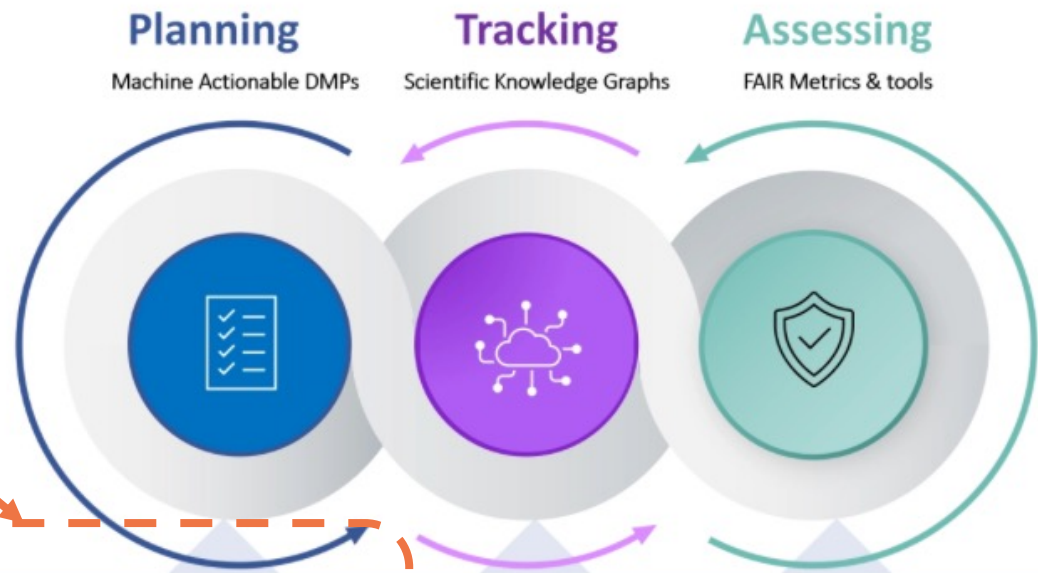 Planning
Machine Actionable DMPs
Tracking
Scientific Knowledge Graphs
Assessing
FAIR Metrics & tools